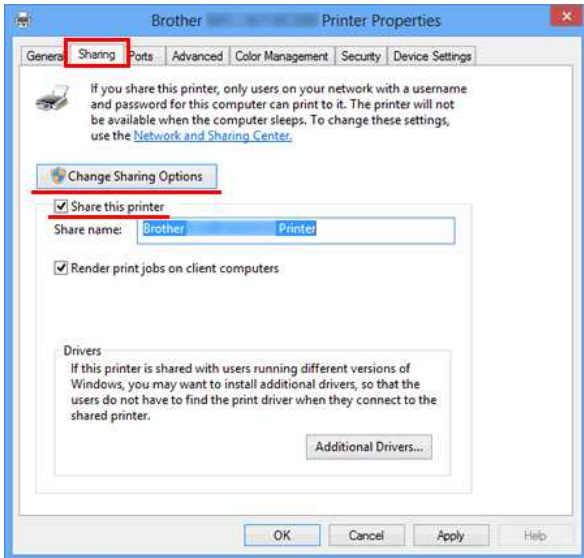 Brother Printer Properties
General Sharing Ports Advanced Color Management Security Device Settings
If you share this printer, only users on your network with a username
and password for this computer can print to it. The printer will not
be available when the computer sleeps. To change these settings,
use the Network and Sharing Center.
Change Sharing Options
Share this printer
Share name: Brother Printer
Render print jobs on client computers
Drivers
If this printer is shared with users running different versions of
Windows, you may want to install additional drivers, so that the
users do not have to find the print driver when they connect to the
shared printer.
Additional Drivers...
OK Cancel Apply Help